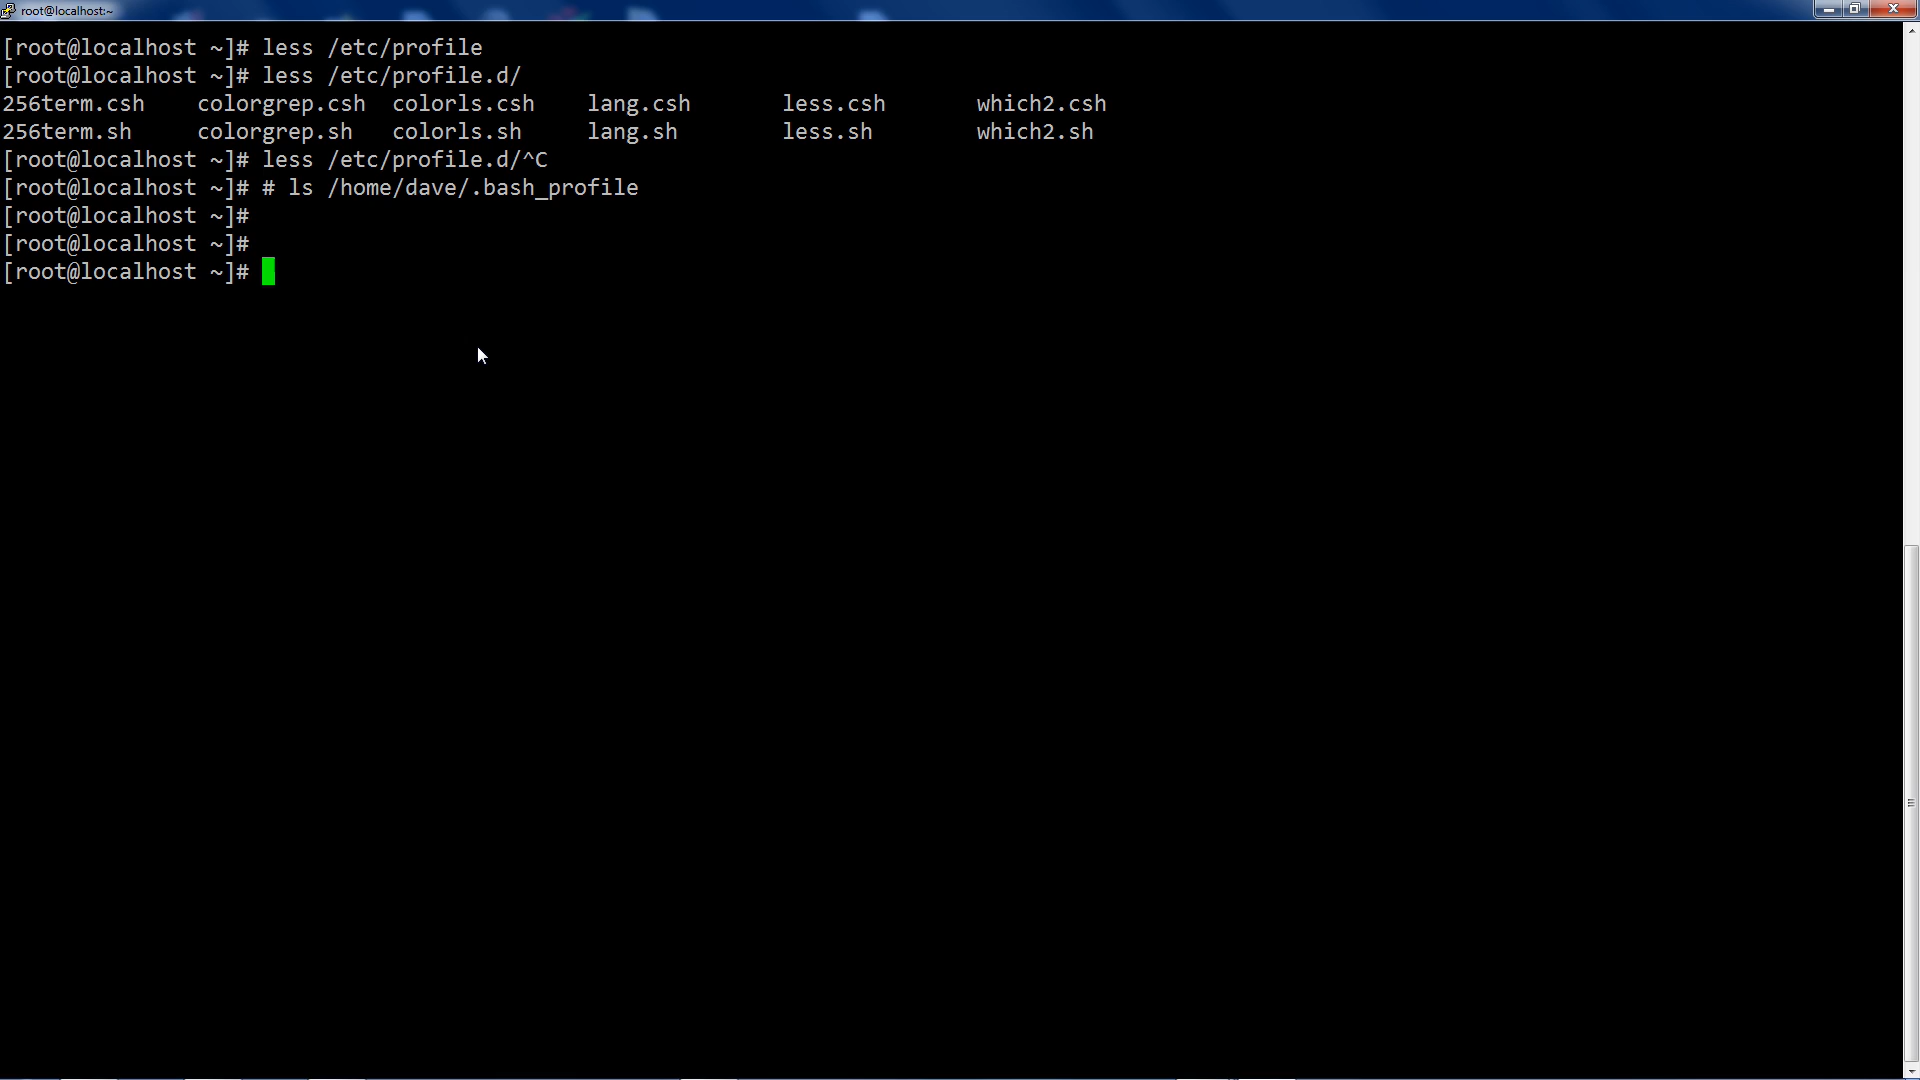 root@localhost:~
[root@localhost ~]# less /etc/profile
[root@localhost ~]# less /etc/profile.d/
256term.csh    colorgrep.csh  colorls.csh    lang.csh       less.csh       which2.csh
256term.sh     colorgrep.sh   colorls.sh     lang.sh        less.sh        which2.sh
[root@localhost ~]# less /etc/profile.d/^C
[root@localhost ~]# # ls /home/dave/.bash_profile
[root@localhost ~]#
[root@localhost ~]#
[root@localhost ~]#